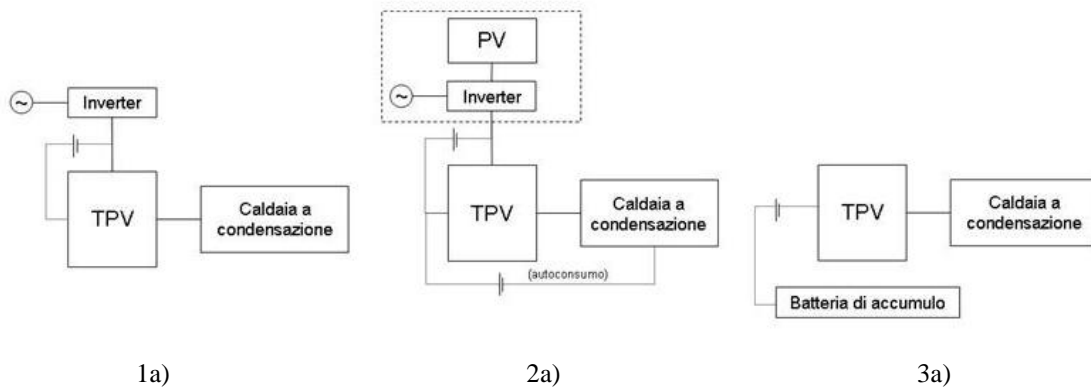 Inverter
TPV
Caldaia a
condensazione
1a)
PV
Inverter
TPV
Caldaia a
condensazione
(autoconsumo)
2a)
TPV
Caldaia a
condensazione
Batteria di accumulo
3a)